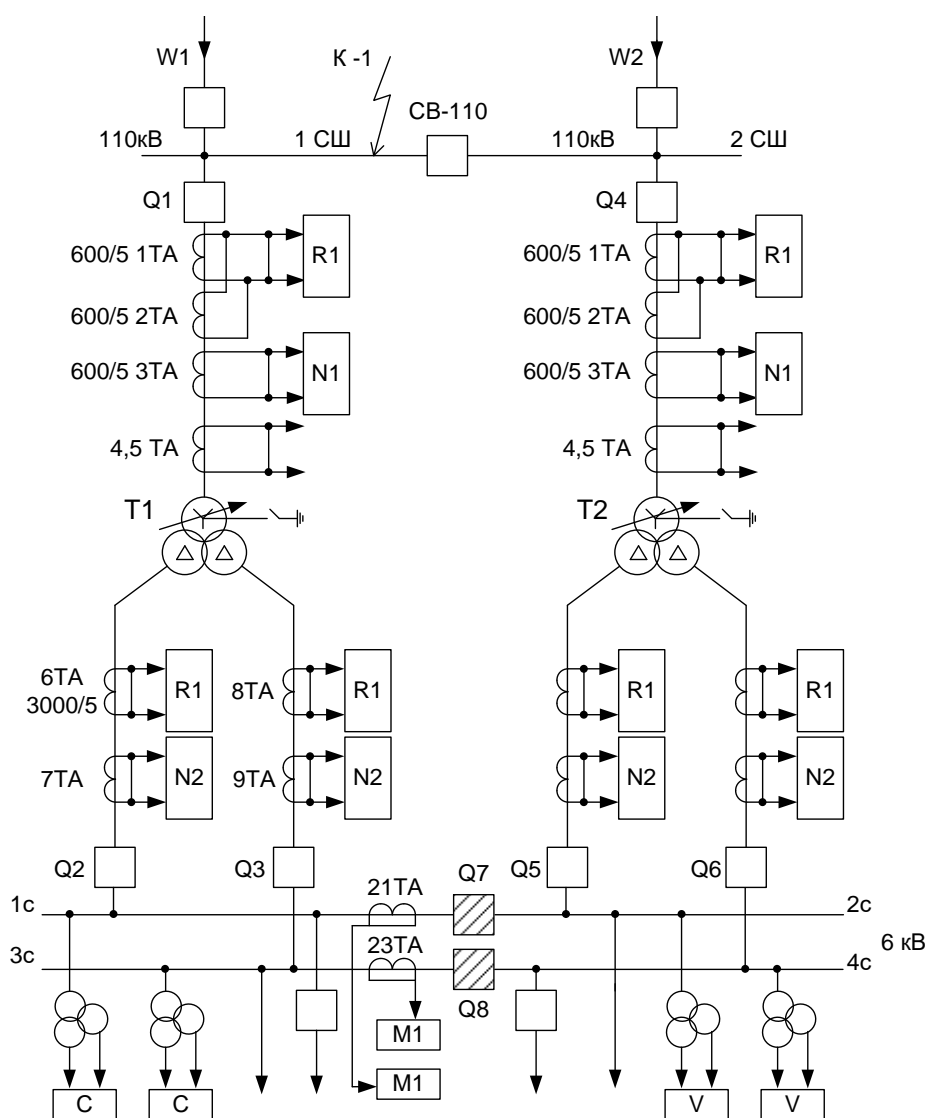 W1
К -1
W2
СВ-110
110кВ
1 СШ
110кВ
2 СШ
Q1
Q4
600/5 1ТА
R1
600/5 1ТА
R1
600/5 2ТА
600/5 2ТА
600/5 3ТА
N1
600/5 3ТА
N1
4,5 ТА
4,5 ТА
Т1
Т2
6ТА
3000/5
R1
8ТА
R1
R1
R1
7ТА
N2
9ТА
N2
N2
N2
Q2
Q3
Q7
Q5
Q6
21ТА
1с
2с
23ТА
6 кВ
3с
4с
Q8
М1
М1
С
С
V
V